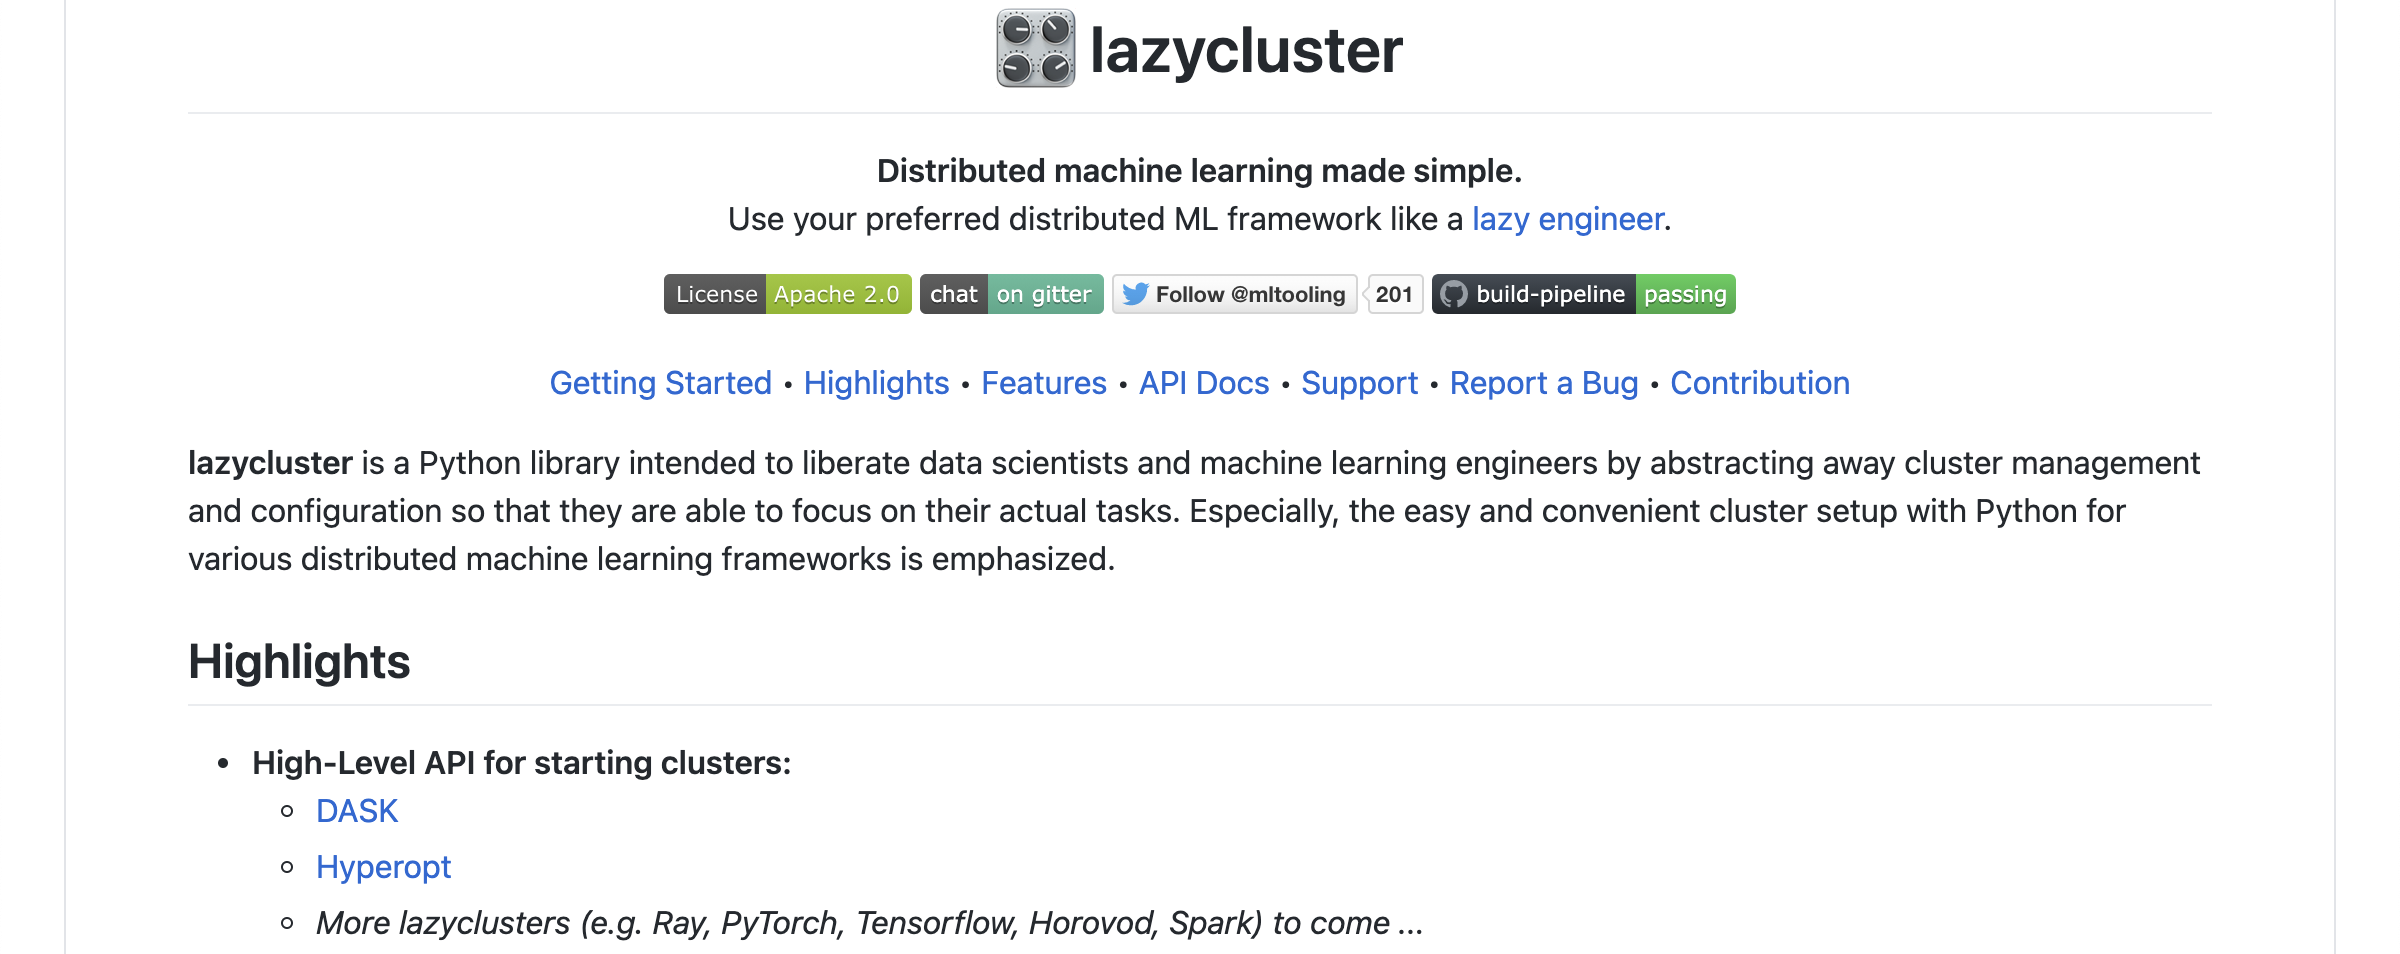 lazycluster
Distributed machine learning made simple.
Use your preferred distributed ML framework like a lazy engineer.
License Apache 2.0 chat on gitter Follow @mltooling 201 build-pipeline passing
Getting Started • Highlights • Features • API Docs • Support • Report a Bug • Contribution
lazycluster is a Python library intended to liberate data scientists and machine learning engineers by abstracting away cluster management
and configuration so that they are able to focus on their actual tasks. Especially, the easy and convenient cluster setup with Python for
various distributed machine learning frameworks is emphasized.
Highlights
• High-Level API for starting clusters:
◦ DASK
◦ Hyperopt
◦ More lazyclusters (e.g. Ray, PyTorch, Tensorflow, Horovod, Spark) to come ...